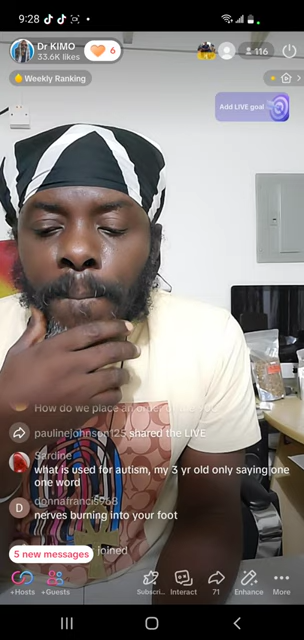 9:28
Dr KIMO
33.6K likes
6
116
Weekly Ranking
Add LIVE goal
How do we place an order
paulinejohnson125 shared the LIVE
Sardine
what is used for autism, my 3 yr old only saying one
one word
D
donnafrancis968
nerves burning into your foot
5 new messages
joined
+Hosts
+Guests
Subscri...
Interact
71
Enhance
More